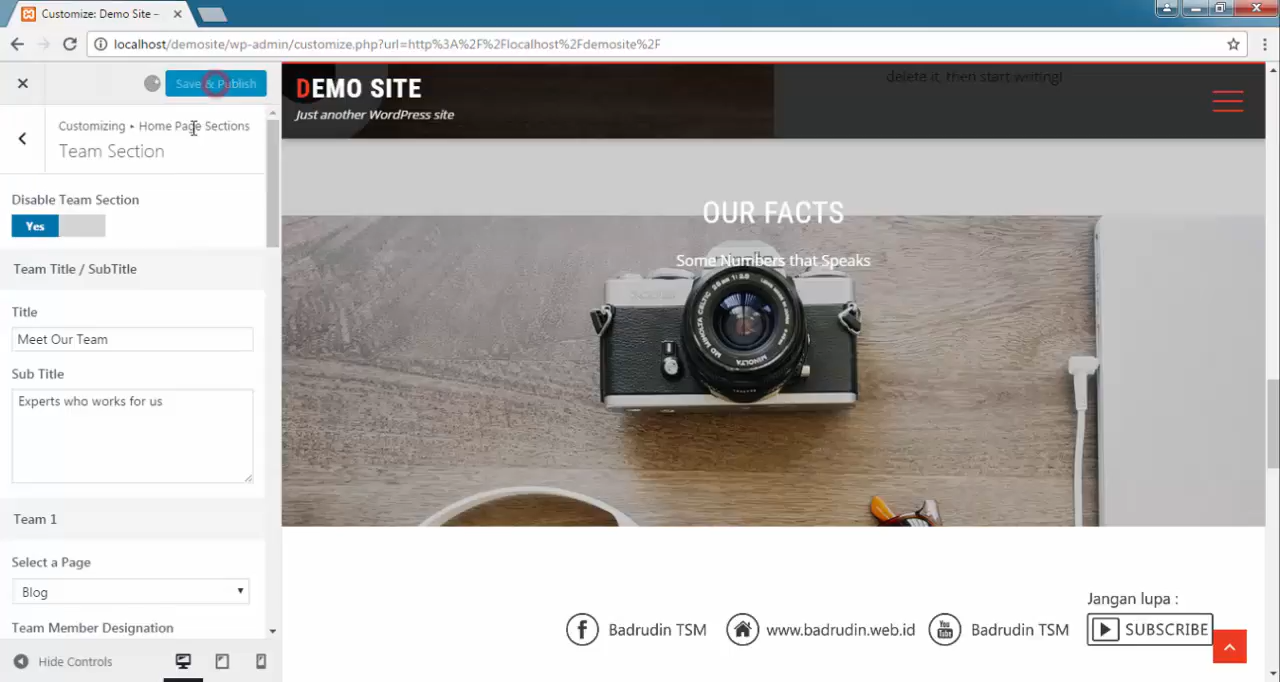 Customize: Demo Site –
localhost/demosite/wp-admin/customize.php?url=http%3A%2F%2Flocalhost%2Fdemosite%2F
Save & Publish
Customizing ‣ Home Page Sections
Team Section
Disable Team Section
Yes
Team Title / SubTitle
Title
Meet Our Team
Sub Title
Experts who works for us
Team 1
Select a Page
Blog
Team Member Designation
Hide Controls
delete it, then start writing!
DEMO SITE
Just another WordPress site
OUR FACTS
Some Numbers that Speaks
Jangan lupa :
Badrudin TSM
www.badrudin.web.id
You Tube
Badrudin TSM
SUBSCRIBE